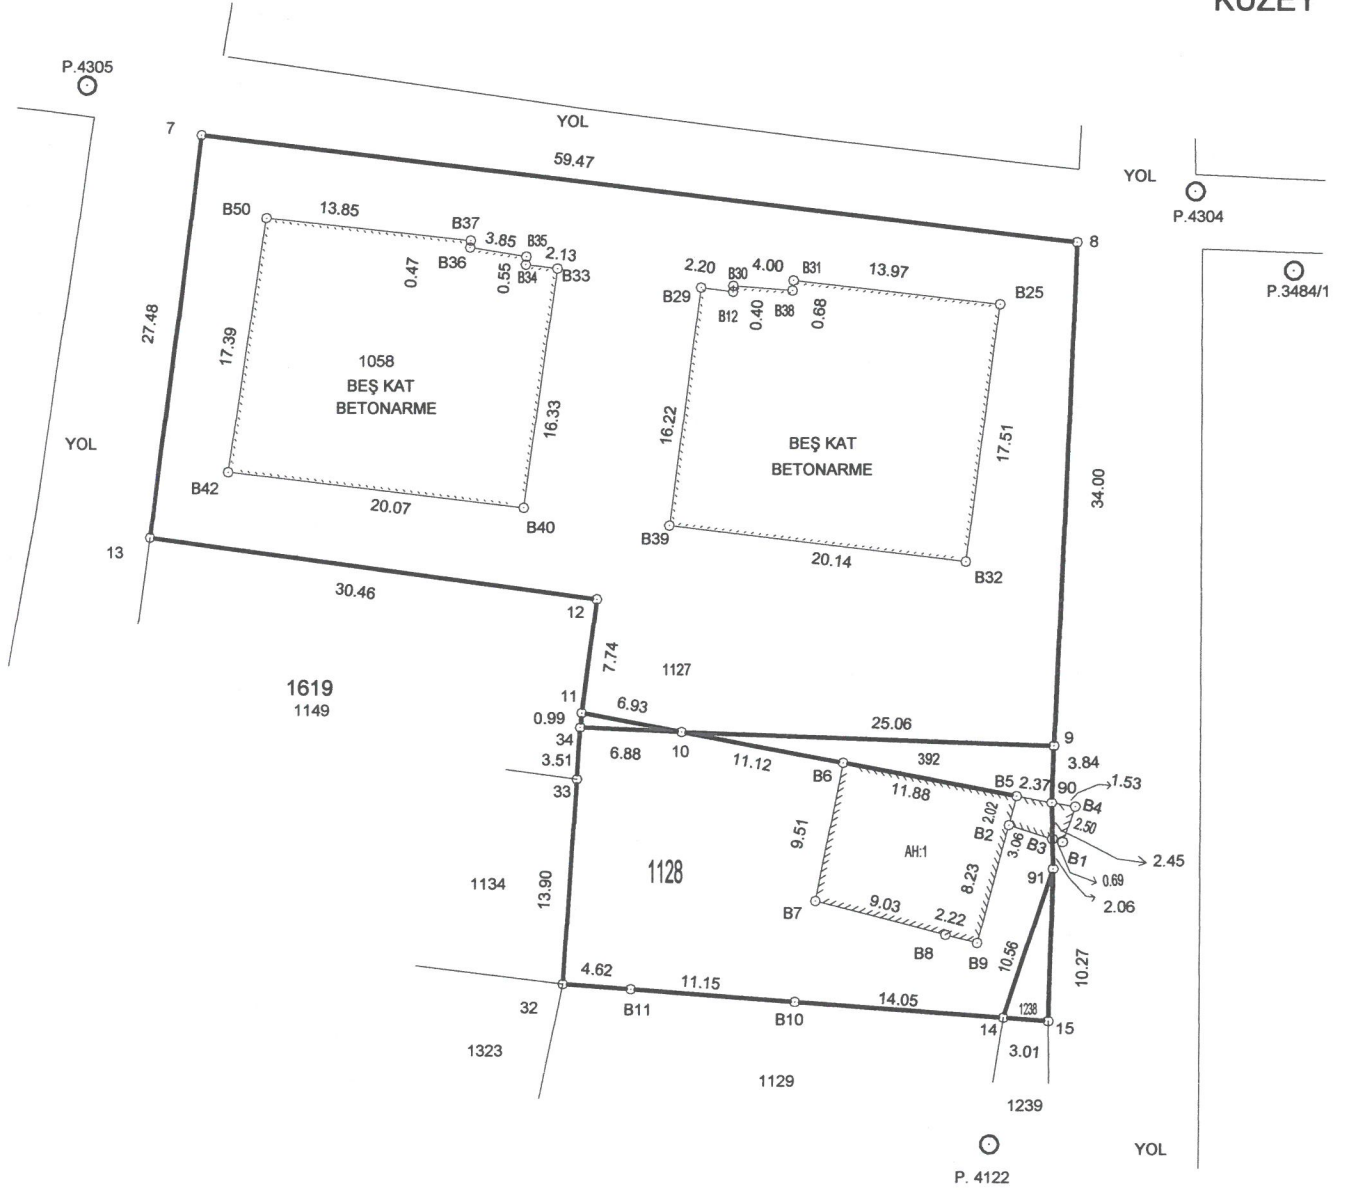 KUZEY
P.4305
YOL
7
59.47
YOL
P.4304
8
P.3484/1
B50
13.85
B37
3.85
B35
2.13
B36
B34
B33
0.47
0.55
2.20
B30
4.00
B31
13.97
B29
B12
0.40
B38
0.68
B25
27.48
17.39
1058
BEŞ KAT
BETONARME
16.33
16.22
BEŞ KAT
BETONARME
17.51
34.00
YOL
B42
20.07
B40
B39
20.14
B32
13
30.46
12
7.74
1127
1619
1149
11
6.93
0.99
34
6.88
10
25.06
9
3.51
33
11.12
B6
392
3.84
11.88
B5
2.37
90
1.53
B4
2.02
2.50
B2
3.06
B3
B1
2.45
9.51
AH:1
8.23
91
0.69
2.06
1128
1134
13.90
B7
9.03
2.22
B8
B9
10.56
10.27
4.62
11.15
14.05
32
B11
B10
14
1238
15
3.01
1323
1129
1239
YOL
P. 4122